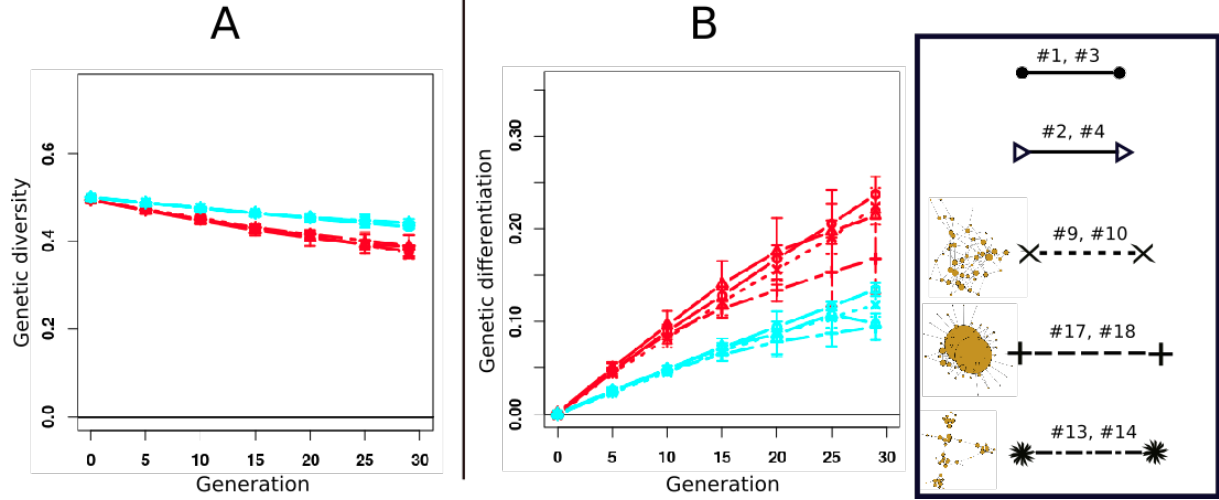 A
Genetic diversity
0.6
0.4
0.2
0.0
0 5 10 15 20 25 30
Generation
B
Genetic differentiation
0.30
0.20
0.10
0.00
0 5 10 15 20 25 30
Generation
#1, #3
#2, #4
#9, #10
#17, #18
#13, #14